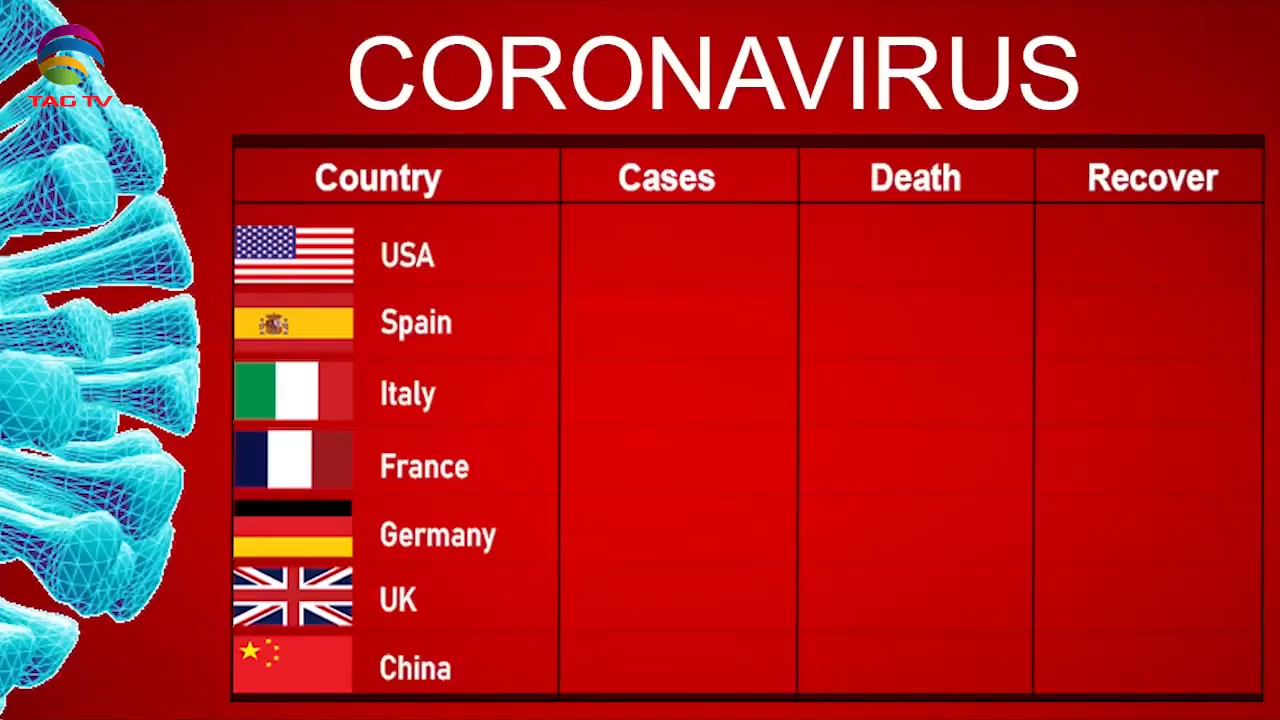 TAG TV
CORONAVIRUS
Country Cases Death Recover
USA
Spain
Italy
France
Germany
UK
China